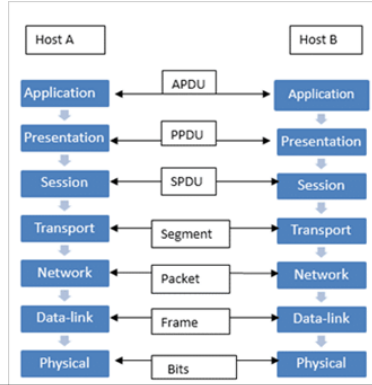 Host A
Host B
Application
APDU
Application
Presentation
PPDU
Presentation
Session
SPDU
Session
Transport
Segment
Transport
Network
Packet
Network
Data-link
Frame
Data-link
Physical
Bits
Physical